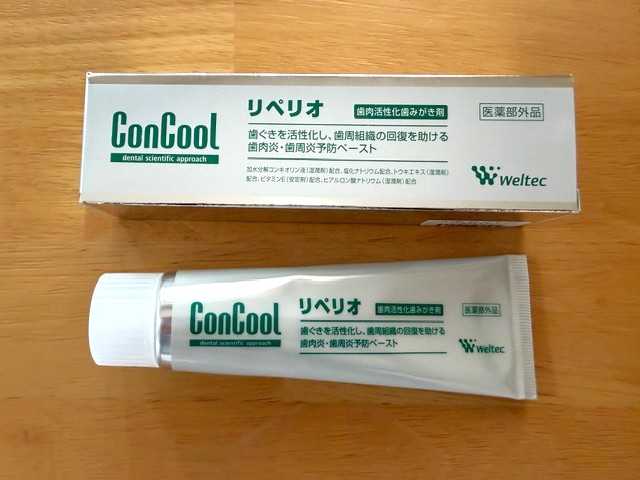 ConCool
dental scientific approach
リペリオ
歯肉活性化歯みがき剤
医薬部外品
歯ぐきを活性化し、歯周組織の回復を助ける
歯肉炎・歯周炎予防ペースト
加水分解コンキオリン液(湿潤剤)配合、塩化ナトリウム配合、トウキエキス(湿潤剤)
配合、ビタミンE(安定剤)配合、ヒアルロン酸ナトリウム(湿潤剤)配合
Weltec
ConCool
dental scientific approach
リペリオ
歯肉活性化歯みがき剤
医薬部外品
歯ぐきを活性化し、歯周組織の回復を助ける
歯肉炎・歯周炎予防ペースト
Weltec